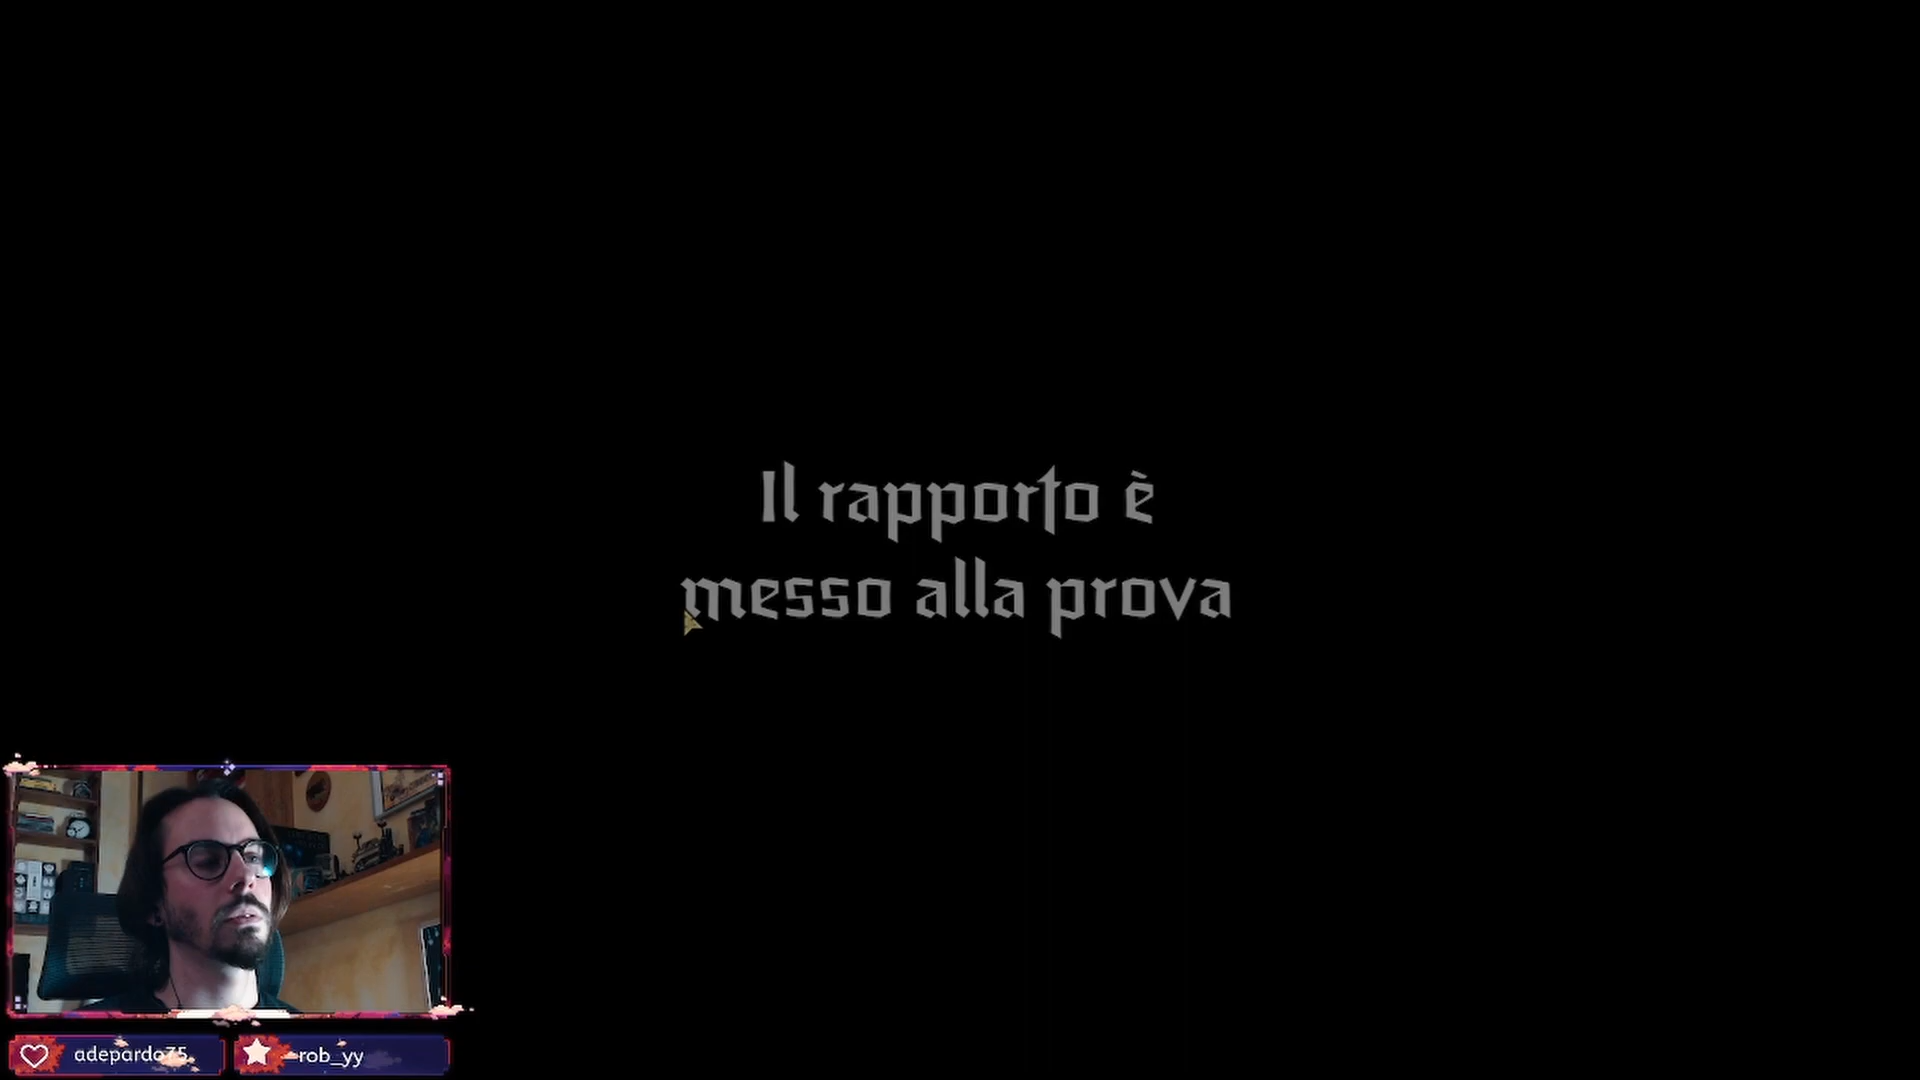 Il rapporto è
messo alla prova
adepardo75
rob_yy